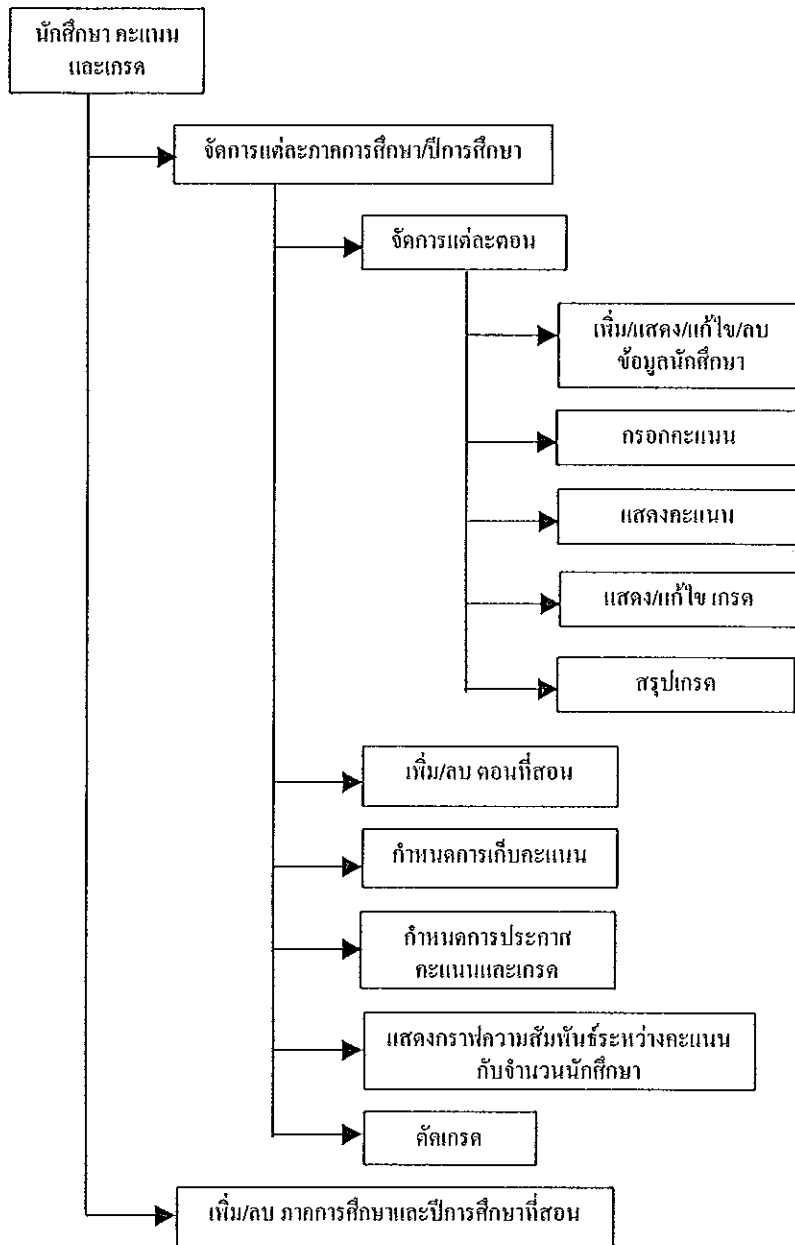 นักศึกษา คะแนน
และเกรด
จัดการแต่ละภาคการศึกษา/ปีการศึกษา
จัดการแต่ละตอน
เพิ่ม/แสดง/แก้ไข/ลบ
ข้อมูลนักศึกษา
กรอกคะแนน
แสดงคะแนน
แสดง/แก้ไข เกรด
สรุปเกรด
เพิ่ม/ลบ ตอนที่สอน
กำหนดการเก็บคะแนน
กำหนดการประกาศ
คะแนนและเกรด
แสดงกราฟความสัมพันธ์ระหว่างคะแนน
กับจำนวนนักศึกษา
ตัดเกรด
เพิ่ม/ลบ ภาคการศึกษาและปีการศึกษาที่สอน